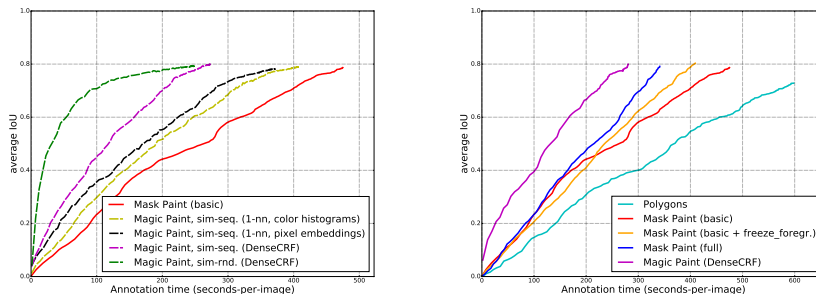 1.0
0.8
0.6
0.4
0.2
0.0
average IoU
0 100 200 300 400 500
Annotation time (seconds-per-image)
Mask Paint (basic)
Magic Paint, sim-seq. (1-nn, color histograms)
Magic Paint, sim-seq. (1-nn, pixel embeddings)
Magic Paint, sim-seq. (DenseCRF)
Magic Paint, sim-rnd. (DenseCRF)
1.0
0.8
0.6
0.4
0.2
0.0
average IoU
0 100 200 300 400 500 600
Annotation time (seconds-per-image)
Polygons
Mask Paint (basic)
Mask Paint (basic + freeze_foregr.)
Mask Paint (full)
Magic Paint (DenseCRF)